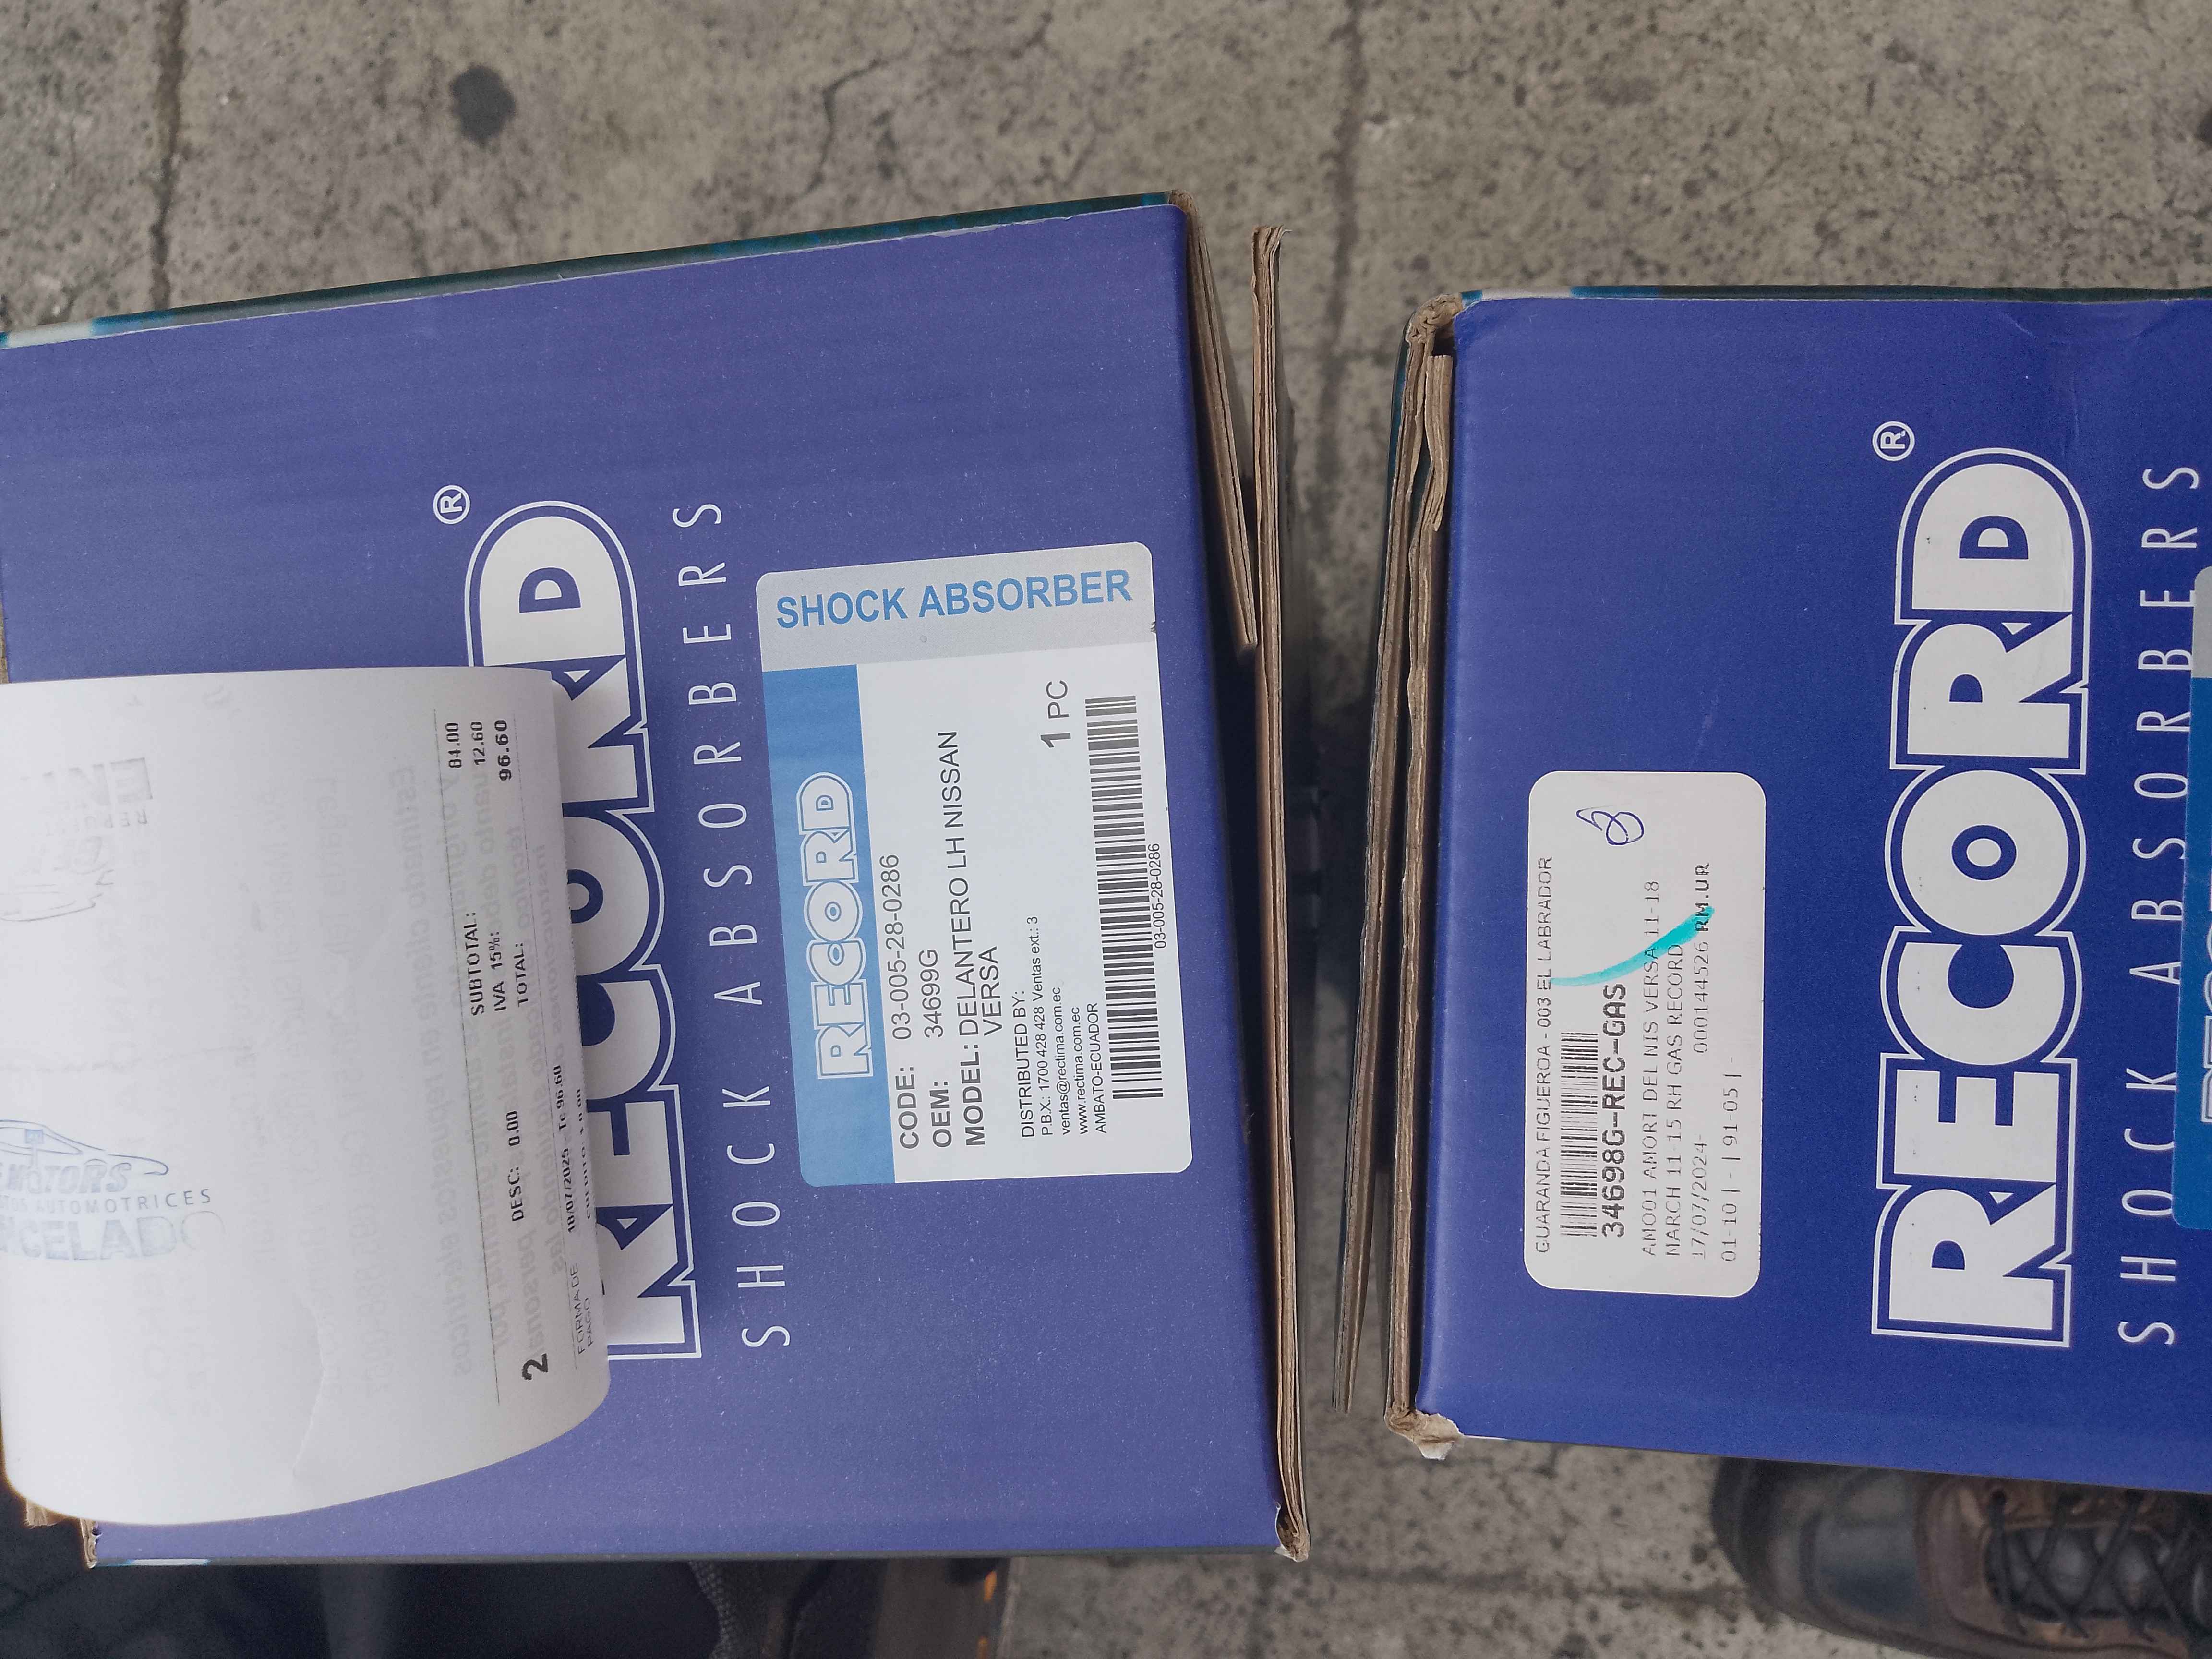 SUBTOTAL: 84.00
IVA 15%: 12.60
TOTAL: 96.60
DESC: 0.00
2
FORMA DE
PAGO
MOTORS
AUTOMOTRICES
RECORD®
SHOCK ABSORBERS
SHOCK ABSORBER
RECORD
CODE: 03-005-28-0286
OEM: 34699G
MODEL: DELANTERO LH NISSAN
VERSA
DISTRIBUTED BY:
P.B.X.: 1700 428 428 Ventas ext.: 3
ventas@rectima.com.ec
www.rectima.com.ec
AMBATO-ECUADOR
1 PC
03-005-28-0286
GUARANDA FIGUEROA - 003 EL LABRADOR
34698G-REC-GAS
AMO01 AMORT DEL NIS VERSA 11-18
MARCH 11-15 RH GAS RECORD
17/07/2024- 000144526 RM.UR
01-10 | - | 91-05 | -
RECORD®
SHOCK ABSORBERS